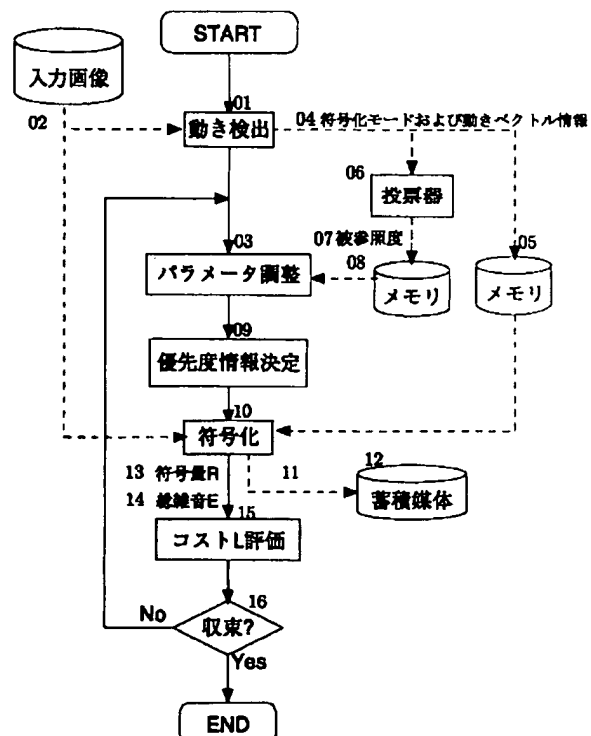 START
入力画像
01
02
動き検出
04 符号化モードおよび動きベクトル情報
06
投票器
03
07 被参照度
05
パラメータ調整
08
メモリ
メモリ
09
優先度情報決定
10
符号化
13 符号量R
11
12
14 総雑音E
蓄積媒体
15
コストL評価
16
No
収束?
Yes
END